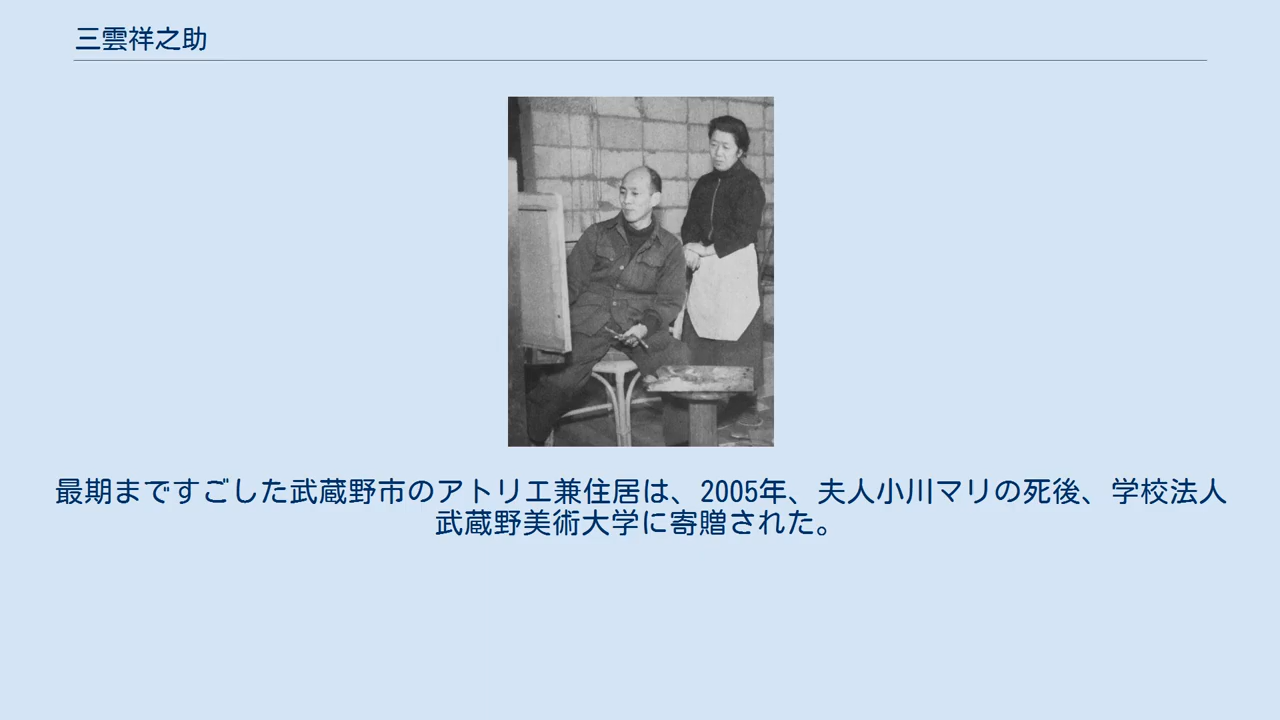 三雲祥之助
最期まですごした武蔵野市のアトリエ兼住居は、2005年、夫人小川マリの死後、学校法人
武蔵野美術大学に寄贈された。